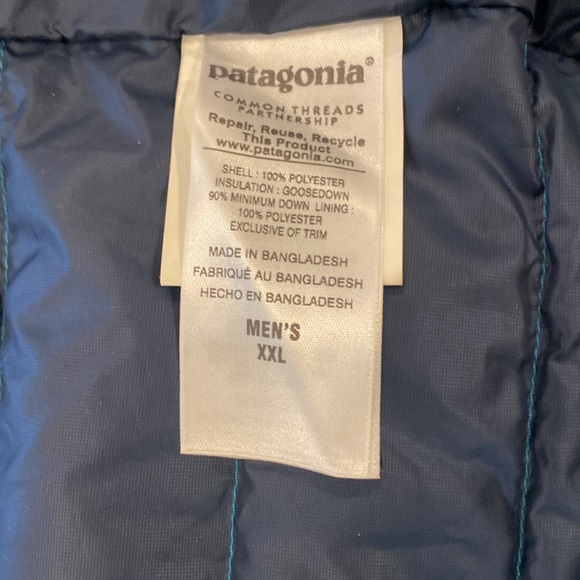 patagonia®
COMMON THREADS
PARTNERSHIP
Repair, Reuse, Recycle
This Product
www.patagonia.com
SHELL : 100% POLYESTER
INSULATION : GOOSEDOWN
90% MINIMUM DOWN LINING :
100% POLYESTER
EXCLUSIVE OF TRIM
MADE IN BANGLADESH
FABRIQUÉ AU BANGLADESH
HECHO EN BANGLADESH
MEN'S
XXL